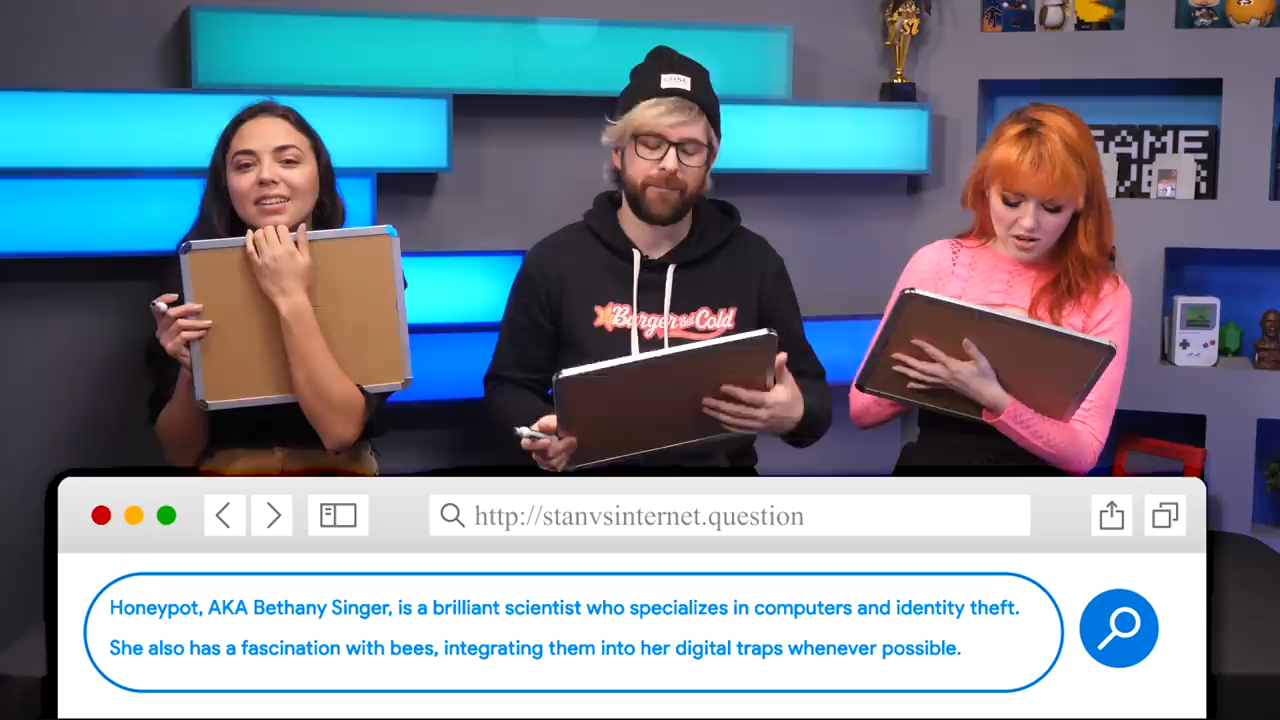 GAME
Burger But Cold
http://stanvsinternet.question
Honeypot, AKA Bethany Singer, is a brilliant scientist who specializes in computers and identity theft.
She also has a fascination with bees, integrating them into her digital traps whenever possible.